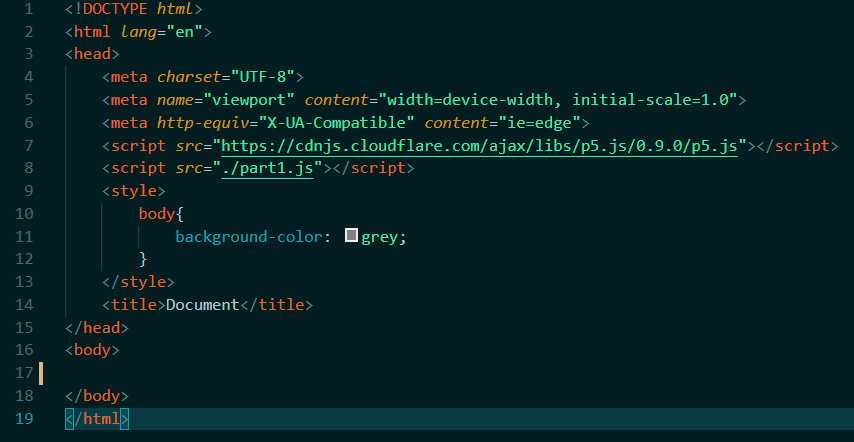 1 <!DOCTYPE html>
2 <html lang="en">
3 <head>
4     <meta charset="UTF-8">
5     <meta name="viewport" content="width=device-width, initial-scale=1.0">
6     <meta http-equiv="X-UA-Compatible" content="ie=edge">
7     <script src="https://cdnjs.cloudflare.com/ajax/libs/p5.js/0.9.0/p5.js"></script>
8     <script src="./part1.js"></script>
9     <style>
10         body{
11             background-color: grey;
12         }
13     </style>
14     <title>Document</title>
15 </head>
16 <body>
17
18 </body>
19 </html>